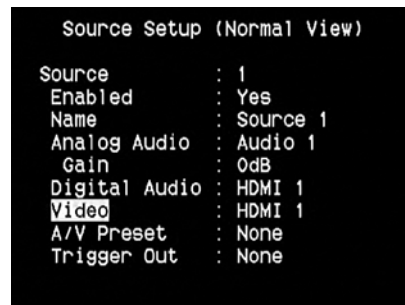 Source Setup (Normal View)
Source : 1
Enabled : Yes
Name : Source 1
Analog Audio : Audio 1
Gain : 0dB
Digital Audio : HDMI 1
Video : HDMI 1
A/V Preset : None
Trigger Out : None